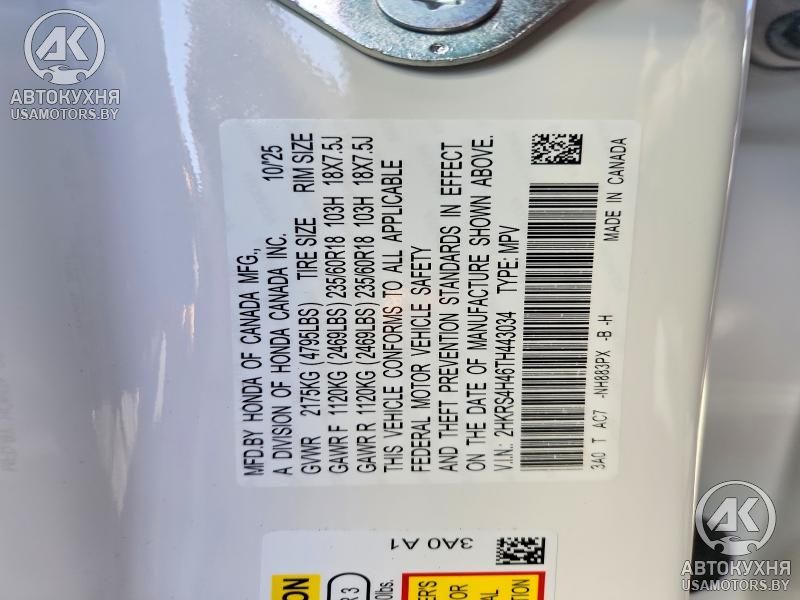 AK
АВТОКУХНЯ
USAMOTORS.BY
MFD.BY HONDA OF CANADA MFG., 10/'25
A DIVISION OF HONDA CANADA INC.
GVWR 2175KG (4795LBS) TIRE SIZE RIM SIZE
GAWR F 1120KG (2469LBS) 235/60R18 103H 18X7.5J
GAWR R 1120KG (2469LBS) 235/60R18 103H 18X7.5J
THIS VEHICLE CONFORMS TO ALL APPLICABLE
FEDERAL MOTOR VEHICLE SAFETY
AND THEFT PREVENTION STANDARDS IN EFFECT
ON THE DATE OF MANUFACTURE SHOWN ABOVE.
V.I.N.: 2HKRS4H46TH443034 TYPE: MPV
3A0 T AC7 -NH883PX -B -H MADE IN CANADA
3A0 A1
AK
АВТОКУХНЯ
USAMOTORS.BY